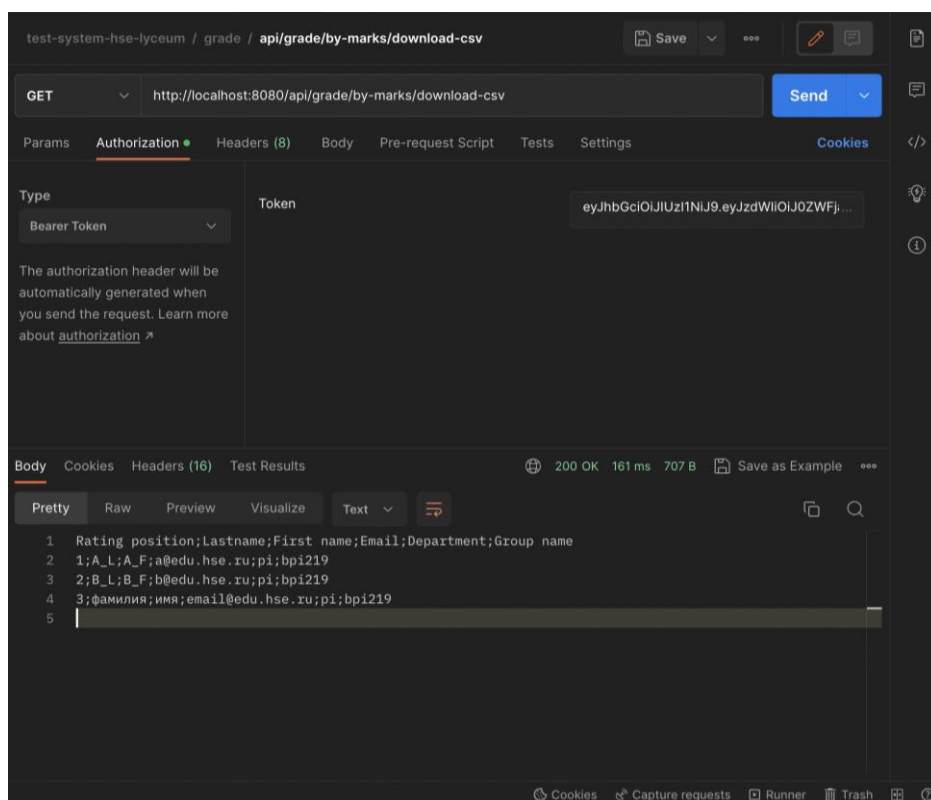 test-system-hse-lyceum / grade / api/grade/by-marks/download-csv
Save
GET http://localhost:8080/api/grade/by-marks/download-csv Send
Params Authorization Headers (8) Body Pre-request Script Tests Settings Cookies
Type
Bearer Token
The authorization header will be
automatically generated when
you send the request. Learn more
about authorization ↗
Token
eyJhbGciOiJIUzI1NiJ9.eyJzdWIiOiJ0ZWFj...
Body Cookies Headers (16) Test Results 200 OK 161 ms 707 B Save as Example
Pretty Raw Preview Visualize Text
1 Rating position;Lastname;First name;Email;Department;Group name
2 1;A_L;A_F;a@edu.hse.ru;pi;bpi219
3 2;B_L;B_F;b@edu.hse.ru;pi;bpi219
4 3;фамилия;имя;email@edu.hse.ru;pi;bpi219
5
Cookies Capture requests Runner Trash